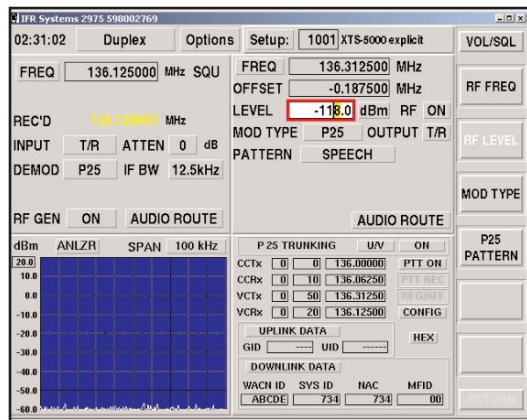 IFR Systems 2975 598002769
02:31:02 Duplex Options Setup: 1001 XTS-5000 explicit VOL/SQL
FREQ 136.125000 MHz SQU
REC'D MHz
INPUT T/R ATTEN 0 dB
DEMOD P25 IF BW 12.5kHz
RF GEN ON AUDIO ROUTE
FREQ 136.312500 MHz
OFFSET -0.187500 MHz
LEVEL -118.0 dBm RF ON
MOD TYPE P25 OUTPUT T/R
PATTERN SPEECH
AUDIO ROUTE
RF FREQ
RF LEVEL
MOD TYPE
P25
PATTERN
RETURN
dBm ANLZR SPAN 100 kHz
20.0
10.0
0.0
-10.0
-20.0
-30.0
-40.0
-50.0
-60.0
P25 TRUNKING U/V ON
CCTx 0 0 136.00000 PTT ON
CCRx 0 10 136.06250 PTT REC
VCTx 0 50 136.31250 REG/AFF
VCRx 0 20 136.12500 CONFIG
UPLINK DATA HEX
GID ---- UID ------
DOWNLINK DATA
WACN ID SYS ID NAC MFID
ABCDE 734 734 00